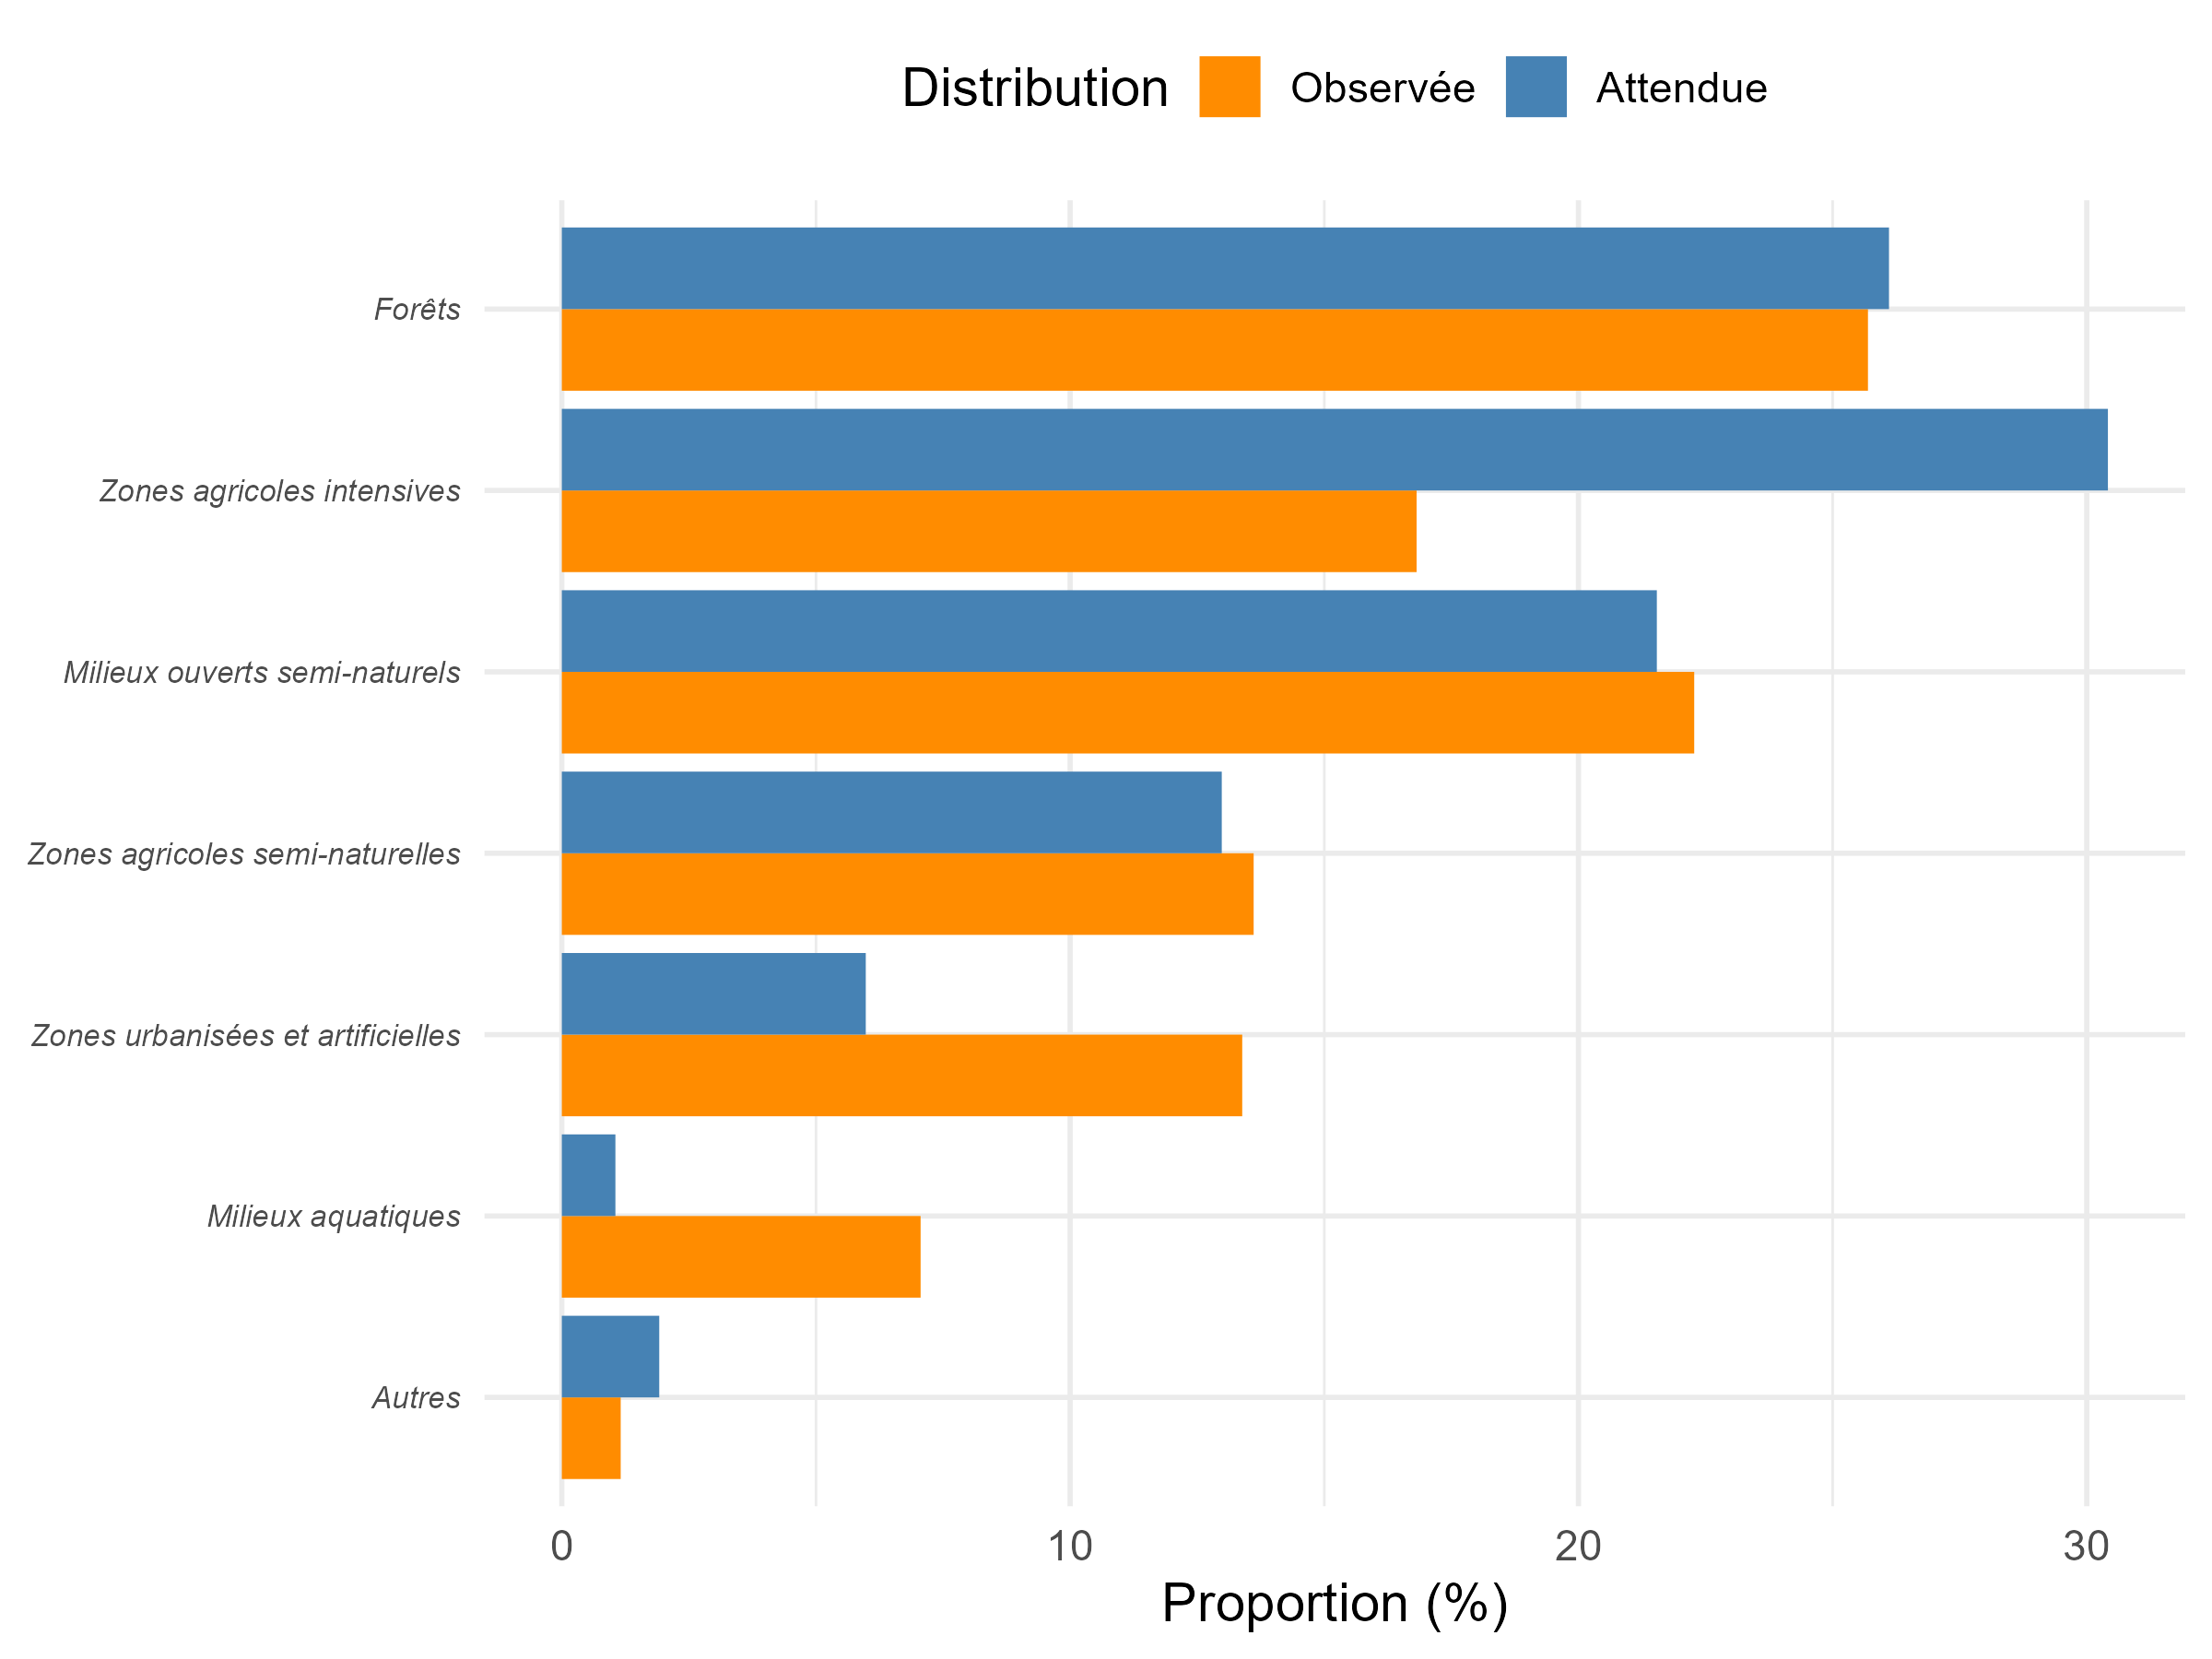 Distribution Observée Attendue
Forêts
Zones agricoles intensives
Milieux ouverts semi-naturels
Zones agricoles semi-naturelles
Zones urbanisées et artificielles
Milieux aquatiques
Autres
0 10 20 30
Proportion (%)